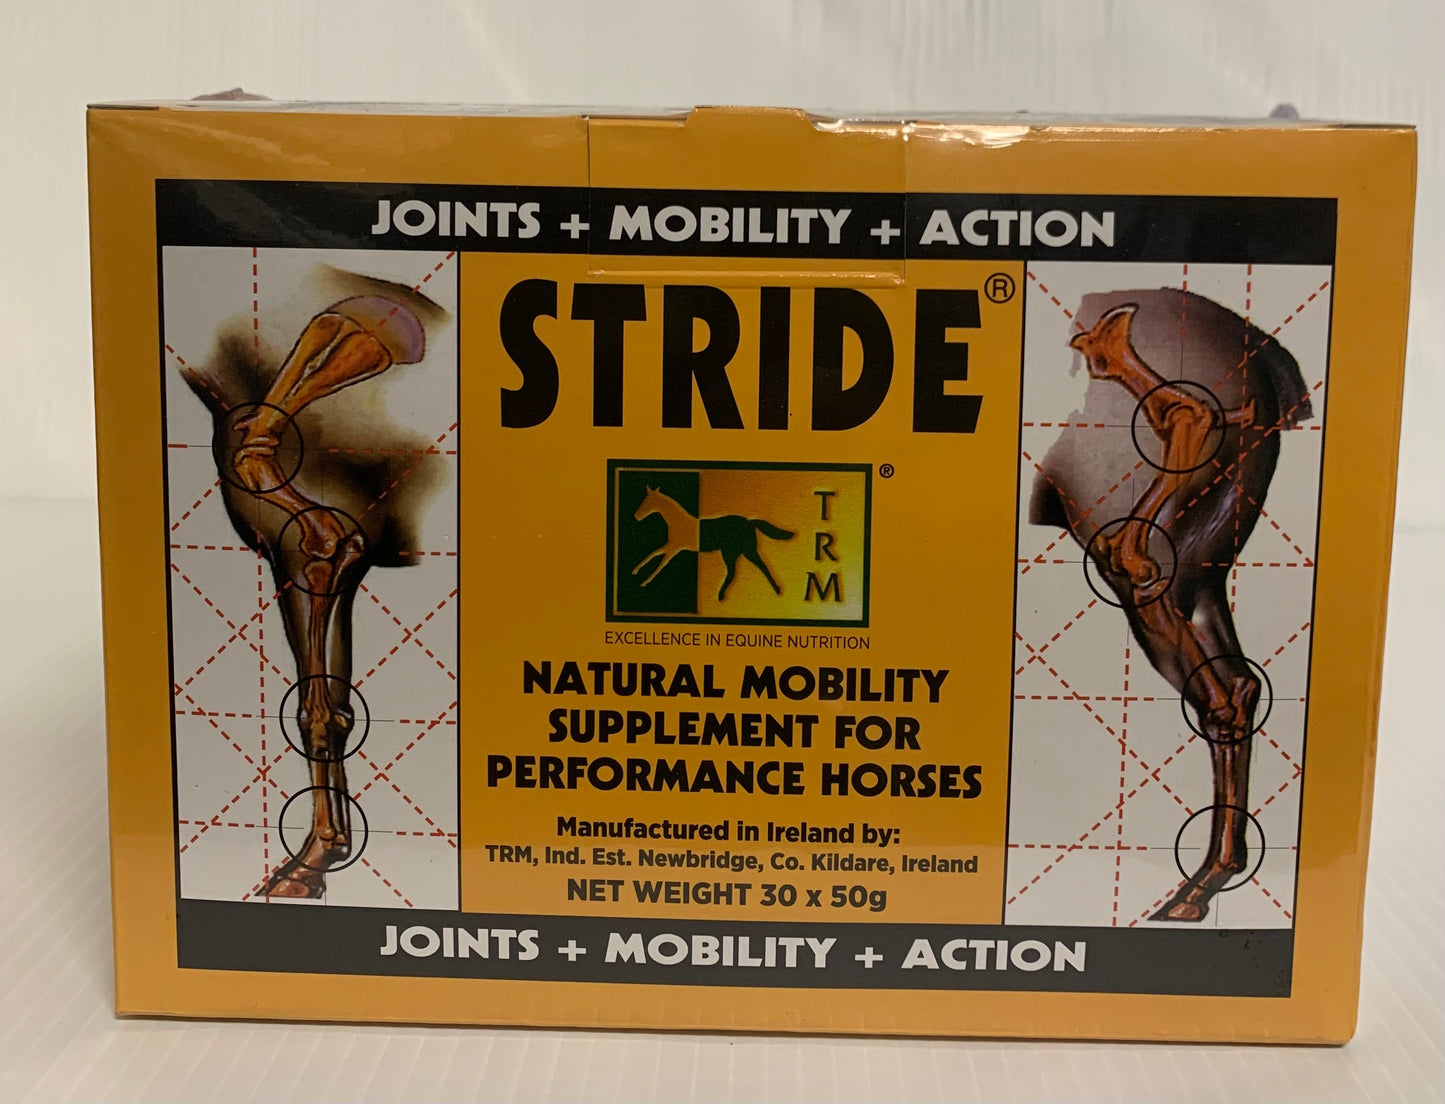 JOINTS + MOBILITY + ACTION
STRIDE®
TRM
®
EXCELLENCE IN EQUINE NUTRITION
NATURAL MOBILITY
SUPPLEMENT FOR
PERFORMANCE HORSES
Manufactured in Ireland by:
TRM, Ind. Est. Newbridge, Co. Kildare, Ireland
NET WEIGHT 30 x 50g
JOINTS + MOBILITY + ACTION